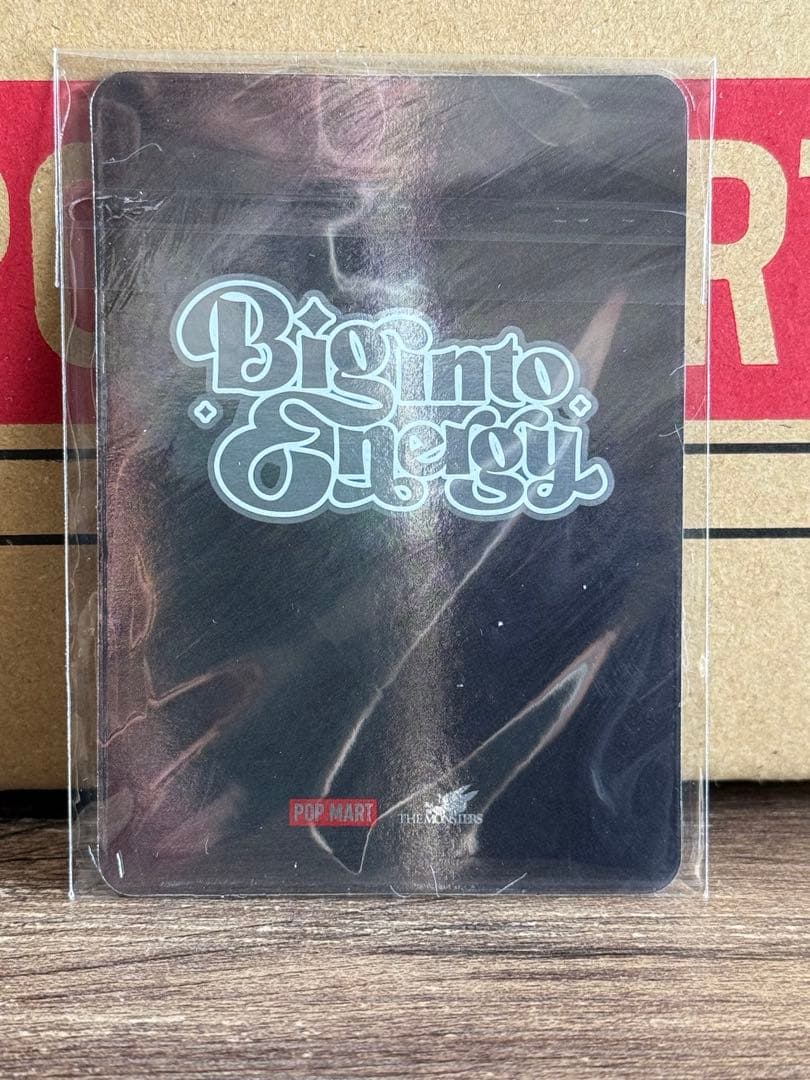 Big into
Energy
POP MART
THE MONSTERS